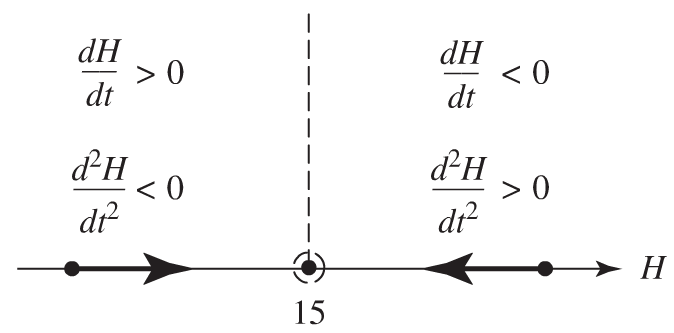 dH/dt > 0
dH/dt < 0
d²H/dt² < 0
d²H/dt² > 0
H
15